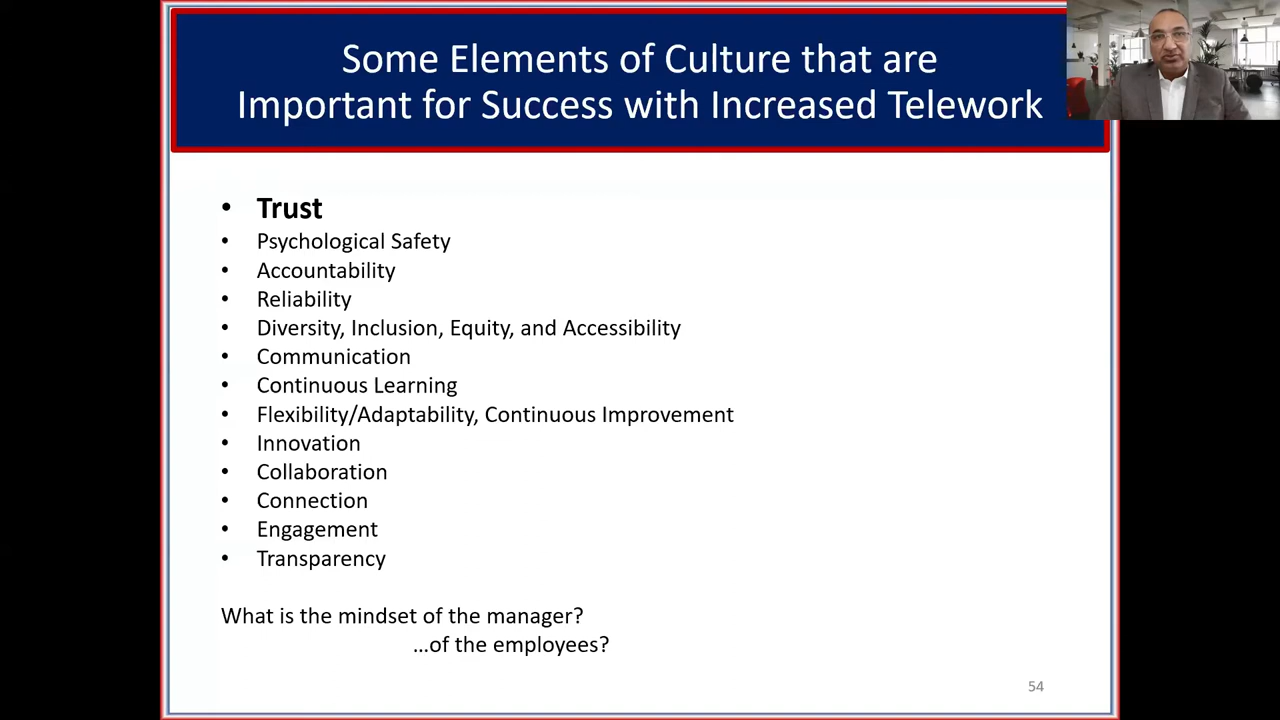 Some Elements of Culture that are
Important for Success with Increased Telework
• Trust
• Psychological Safety
• Accountability
• Reliability
• Diversity, Inclusion, Equity, and Accessibility
• Communication
• Continuous Learning
• Flexibility/Adaptability, Continuous Improvement
• Innovation
• Collaboration
• Connection
• Engagement
• Transparency
What is the mindset of the manager?
…of the employees?
54